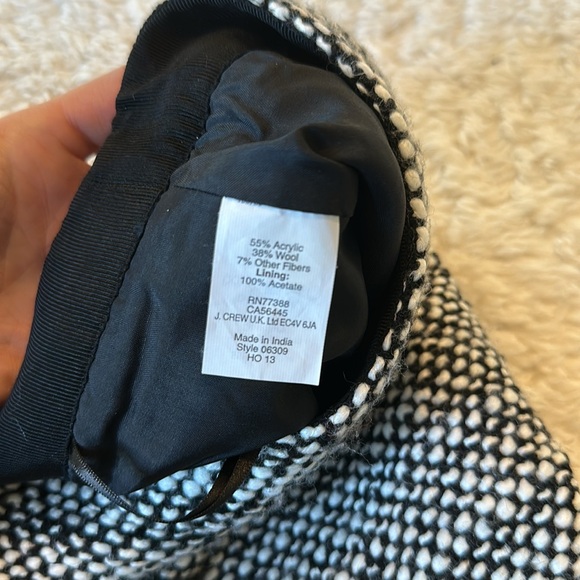 55% Acrylic
38% Wool
7% Other Fibers
Lining:
100% Acetate
RN77388
CA56445
J. CREW U.K. Ltd EC4V 6JA
Made in India
Style 06309
HO 13